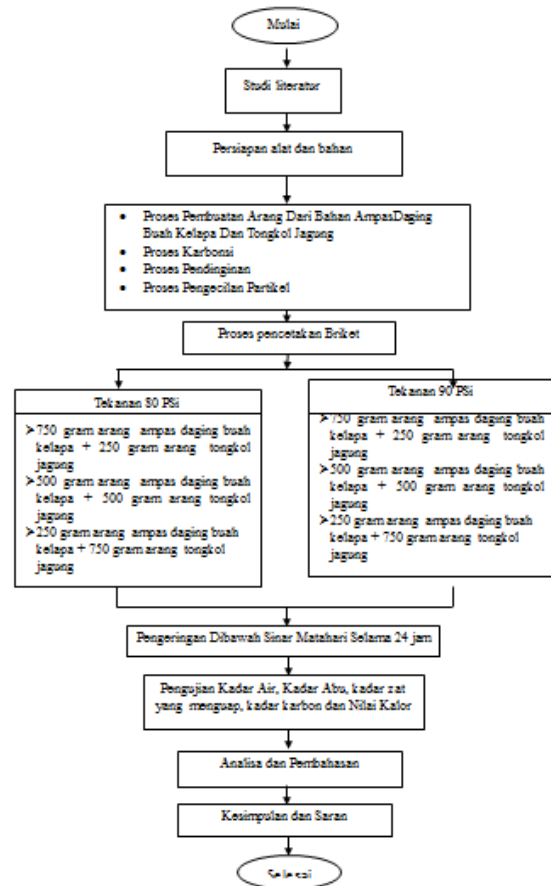 Mulai
Studi literatur
Persiapan alat dan bahan
• Proses Pembuatan Arang Dari Bahan AmpasDaging
Buah Kelapa Dan Tongkol Jagung
• Proses Karbonsi
• Proses Pendinginan
• Proses Pengecilan Partikel
Proses pencetakan Briket
Tekanan 80 PSi
➢750 gram arang ampas daging buah
kelapa + 250 gram arang tongkol
jagung
➢500 gram arang ampas daging buah
kelapa + 500 gram arang tongkol
jagung
➢250 gram arang ampas daging buah
kelapa + 750 gram arang tongkol
jagung
Tekanan 90 PSi
➢750 gram arang ampas daging buah
kelapa + 250 gram arang tongkol
jagung
➢500 gram arang ampas daging buah
kelapa + 500 gram arang tongkol
jagung
➢250 gram arang ampas daging buah
kelapa + 750 gram arang tongkol
jagung
Pengeringan Dibawah Sinar Matahari Selama 24 jam
Pengujian Kadar Air, Kadar Abu, kadar zat
yang menguap, kadar karbon dan Nilai Kalor
Analisa dan Pembahasan
Kesimpulan dan Saran
Selesai